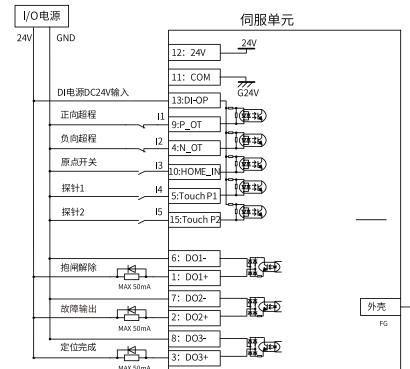 I/O电源
伺服单元
24V
GND
12: 24V
24V
11: COM
G24V
DI电源DC24V输入
13:DI-OP
正向超程
I1
9:P_OT
负向超程
I2
4:N_OT
原点开关
I3
10:HOME_IN
探针1
I4
5:Touch P1
探针2
I5
15:Touch P2
6: DO1-
抱闸解除
1: DO1+
MAX 50mA
7: DO2-
外壳
故障输出
2: DO2+
FG
MAX 50mA
8: DO3-
定位完成
3: DO3+
MAX 50mA